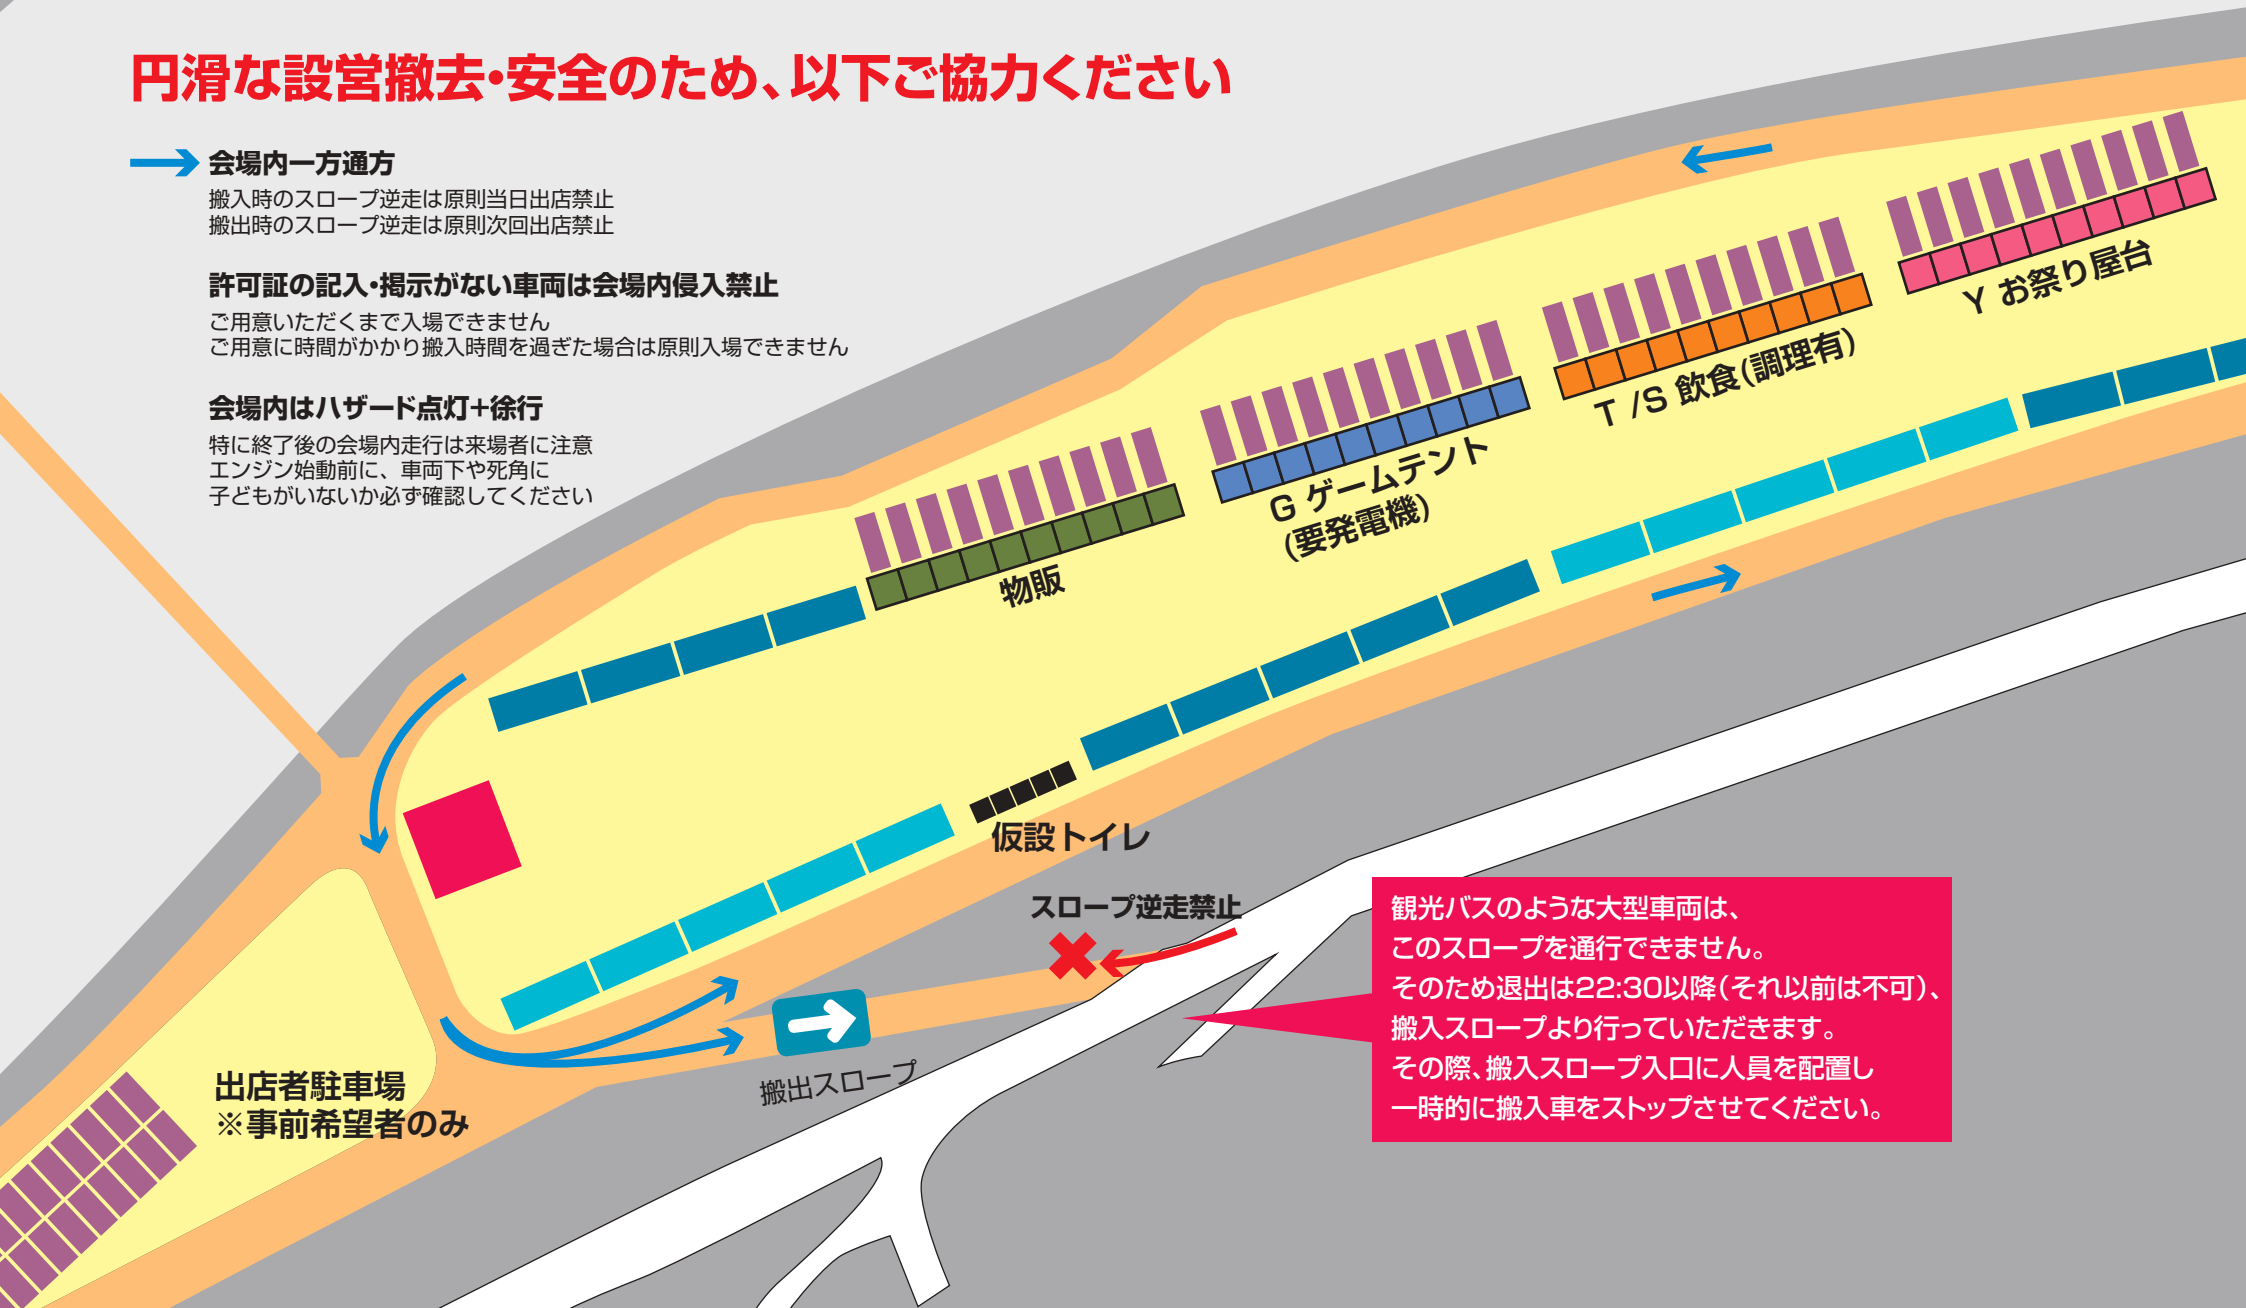 円滑な設営撤去・安全のため、以下ご協力ください
会場内一方通方
搬入時のスロープ逆走は原則当日出店禁止
搬出時のスロープ逆走は原則次回出店禁止
許可証の記入・掲示がない車両は会場内侵入禁止
ご用意いただくまで入場できません
ご用意に時間がかかり搬入時間を過ぎた場合は原則入場できません
会場内はハザード点灯+徐行
特に終了後の会場内走行は来場者に注意
エンジン始動前に、車両下や死角に
子どもがいないか必ず確認してください
Y お祭り屋台
T /S 飲食(調理有)
G ゲームテント
(要発電機)
物販
仮設トイレ
スロープ逆走禁止
搬出スロープ
出店者駐車場
※事前希望者のみ
観光バスのような大型車両は、
このスロープを通行できません。
そのため退出は22:30以降(それ以前は不可)、
搬入スロープより行っていただきます。
その際、搬入スロープ入口に人員を配置し
一時的に搬入車をストップさせてください。